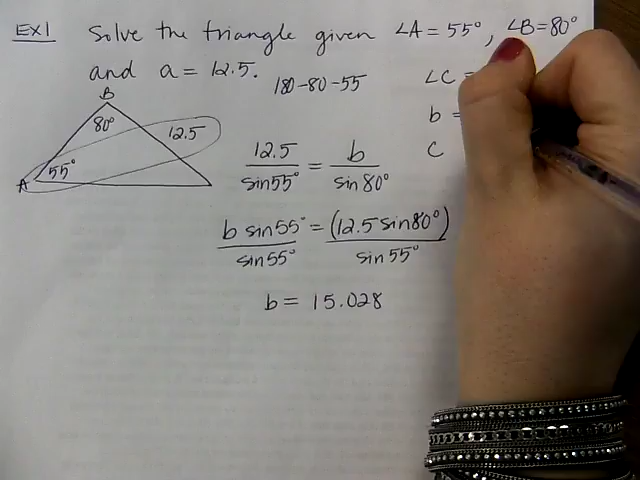 Ex1 Solve the triangle given ∠A = 55°, ∠B = 80°
and a = 12.5.
180-80-55
∠C =
b =
C
B
80°
12.5
A 55°
12.5/sin55° = b/sin80°
b sin55°/sin55° = (12.5 sin80°)/sin55°
b = 15.028